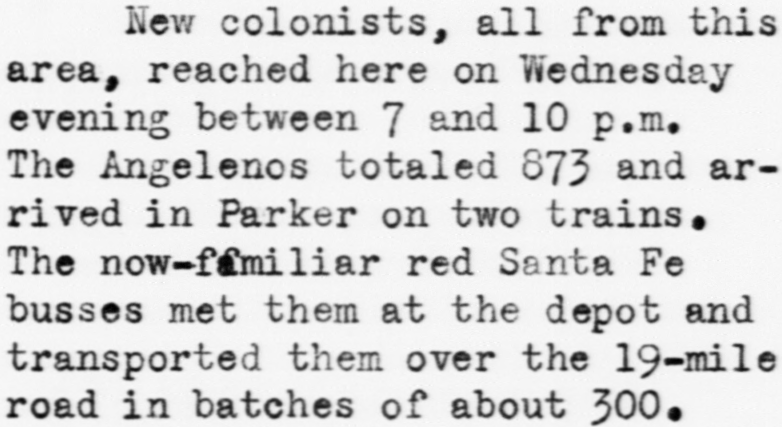 New colonists, all from this
area, reached here on Wednesday
evening between 7 and 10 p.m.
The Angelenos totaled 873 and ar-
rived in Parker on two trains.
The now-familiar red Santa Fe
busses met them at the depot and
transported them over the 19-mile
road in batches of about 300.